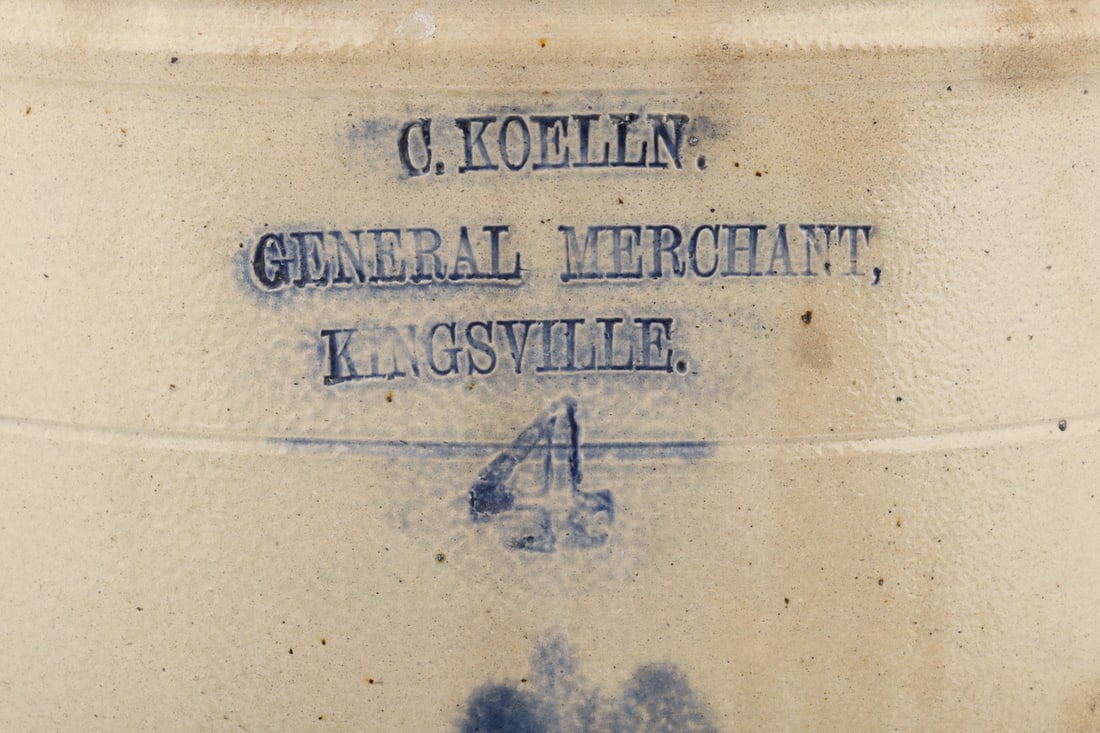 C. KOELLN.
GENERAL MERCHANT,
KINGSVILLE.
4